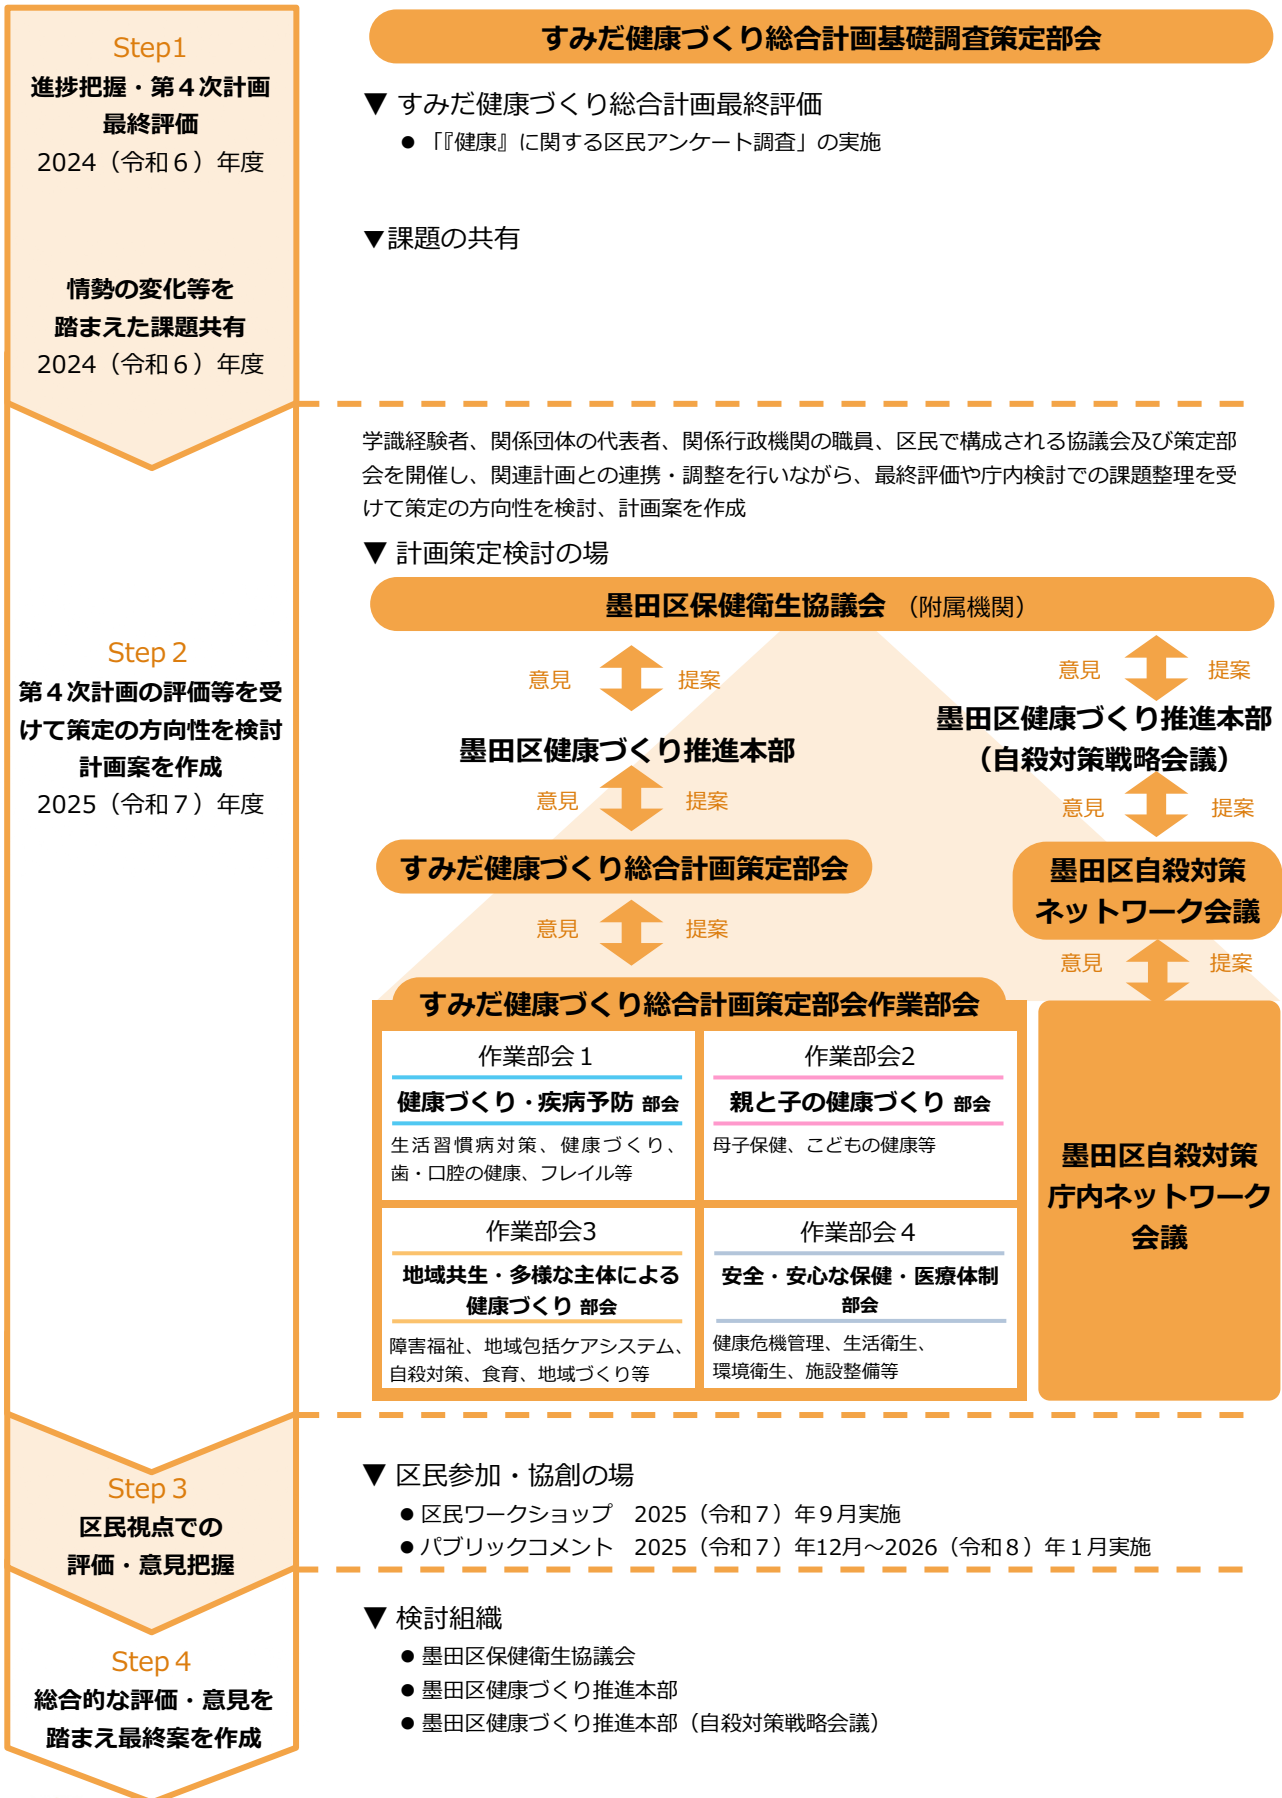 Step1
進捗把握・第４次計画
最終評価
2024（令和６）年度
情勢の変化等を
踏まえた課題共有
2024（令和６）年度
すみだ健康づくり総合計画基礎調査策定部会
▼ すみだ健康づくり総合計画最終評価
● 「『健康』に関する区民アンケート調査」の実施
▼課題の共有
Step２
第４次計画の評価等を受
けて策定の方向性を検討
計画案を作成
2025（令和７）年度
学識経験者、関係団体の代表者、関係行政機関の職員、区民で構成される協議会及び策定部
会を開催し、関連計画との連携・調整を行いながら、最終評価や庁内検討での課題整理を受
けて策定の方向性を検討、計画案を作成
▼ 計画策定検討の場
墨田区保健衛生協議会 （附属機関）
意見 提案
墨田区健康づくり推進本部
意見 提案
すみだ健康づくり総合計画策定部会
意見 提案
意見 提案
墨田区健康づくり推進本部
（自殺対策戦略会議）
意見 提案
墨田区自殺対策
ネットワーク会議
意見 提案
すみだ健康づくり総合計画策定部会作業部会
作業部会１
健康づくり・疾病予防 部会
生活習慣病対策、健康づくり、
歯・口腔の健康、フレイル等
作業部会2
親と子の健康づくり 部会
母子保健、こどもの健康等
作業部会3
地域共生・多様な主体による
健康づくり 部会
障害福祉、地域包括ケアシステム、
自殺対策、食育、地域づくり等
作業部会４
安全・安心な保健・医療体制
部会
健康危機管理、生活衛生、
環境衛生、施設整備等
墨田区自殺対策
庁内ネットワーク
会議
Step３
区民視点での
評価・意見把握
▼ 区民参加・協創の場
● 区民ワークショップ　2025（令和７）年９月実施
● パブリックコメント　2025（令和７）年12月～2026（令和８）年１月実施
Step４
総合的な評価・意見を
踏まえ最終案を作成
▼ 検討組織
● 墨田区保健衛生協議会
● 墨田区健康づくり推進本部
● 墨田区健康づくり推進本部（自殺対策戦略会議）